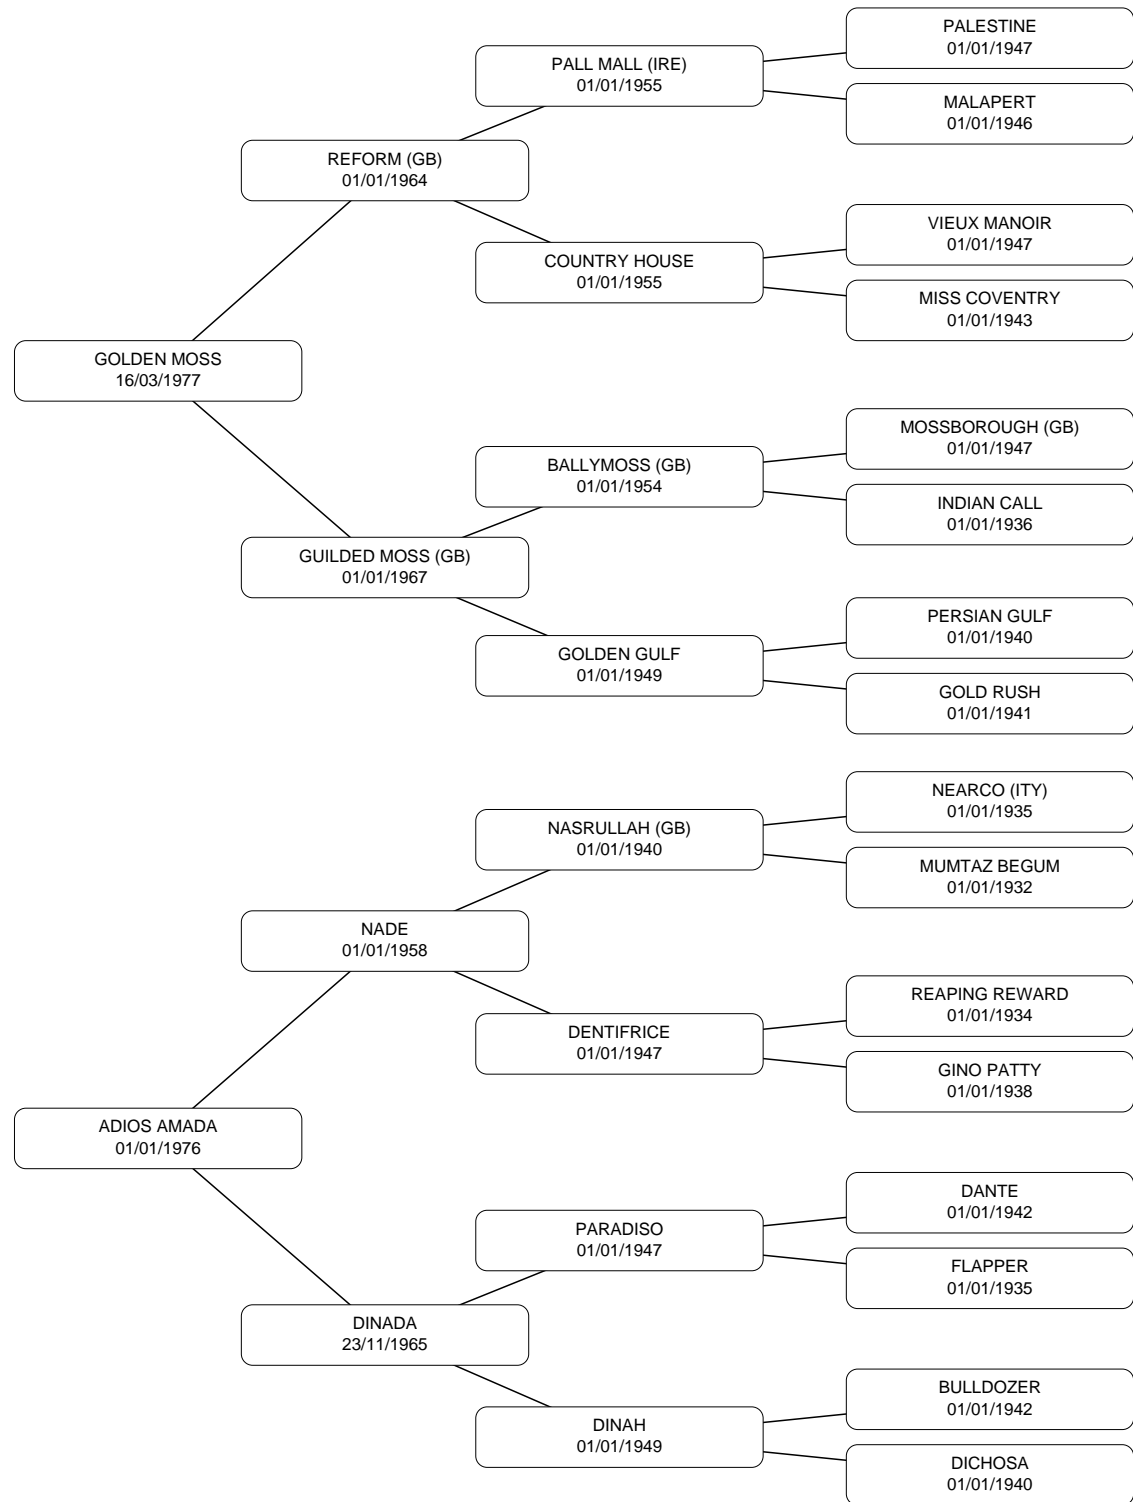 PALESTINE
01/01/1947
PALL MALL (IRE)
01/01/1955
MALAPERT
01/01/1946
REFORM (GB)
01/01/1964
VIEUX MANOIR
01/01/1947
COUNTRY HOUSE
01/01/1955
MISS COVENTRY
01/01/1943
GOLDEN MOSS
16/03/1977
MOSSBOROUGH (GB)
01/01/1947
BALLYMOSS (GB)
01/01/1954
INDIAN CALL
01/01/1936
GUILDED MOSS (GB)
01/01/1967
PERSIAN GULF
01/01/1940
GOLDEN GULF
01/01/1949
GOLD RUSH
01/01/1941
NEARCO (ITY)
01/01/1935
NASRULLAH (GB)
01/01/1940
MUMTAZ BEGUM
01/01/1932
NADE
01/01/1958
REAPING REWARD
01/01/1934
DENTIFRICE
01/01/1947
GINO PATTY
01/01/1938
ADIOS AMADA
01/01/1976
DANTE
01/01/1942
PARADISO
01/01/1947
FLAPPER
01/01/1935
DINADA
23/11/1965
BULLDOZER
01/01/1942
DINAH
01/01/1949
DICHOSA
01/01/1940